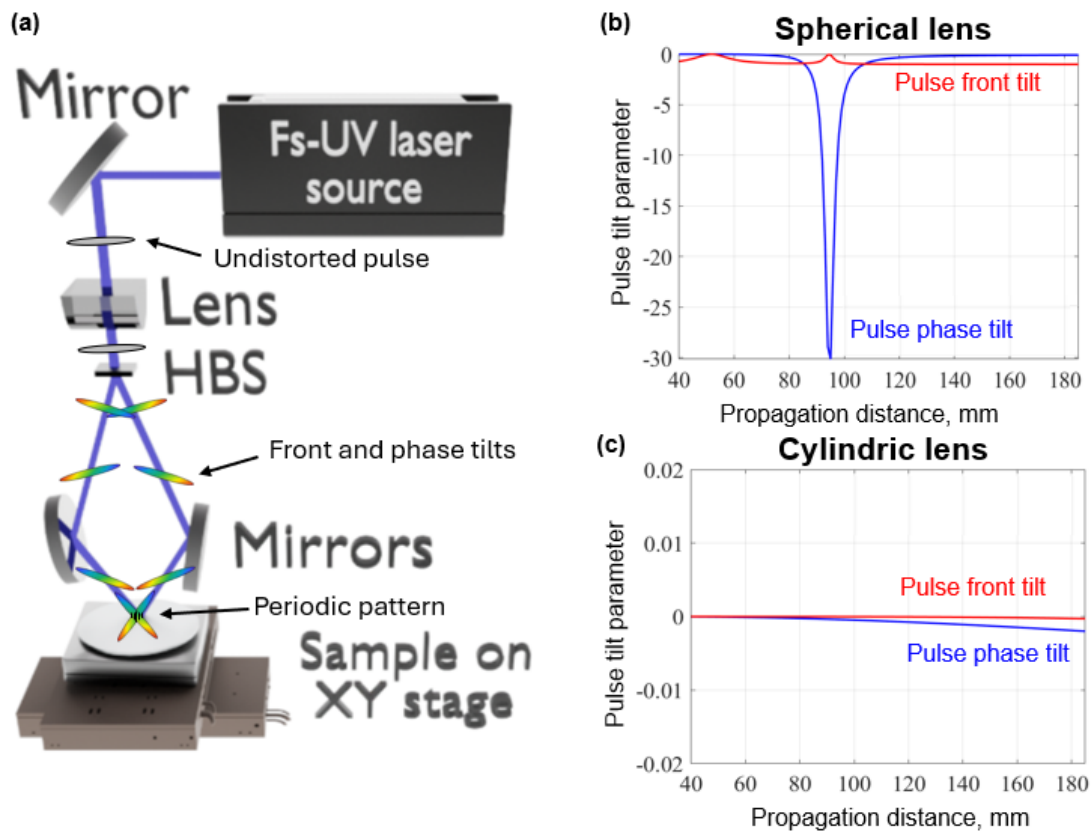 (a)
Mirror
Fs-UV laser
source
Undistorted pulse
Lens
HBS
Front and phase tilts
Mirrors
Periodic pattern
Sample on
XY stage
(b)
Spherical lens
0
-5
-10
-15
-20
-25
-30
Pulse tilt parameter
Pulse front tilt
Pulse phase tilt
40 60 80 100 120 140 160 180
Propagation distance, mm
(c)
Cylindric lens
0.02
0.01
0
-0.01
-0.02
Pulse tilt parameter
Pulse front tilt
Pulse phase tilt
40 60 80 100 120 140 160 180
Propagation distance, mm